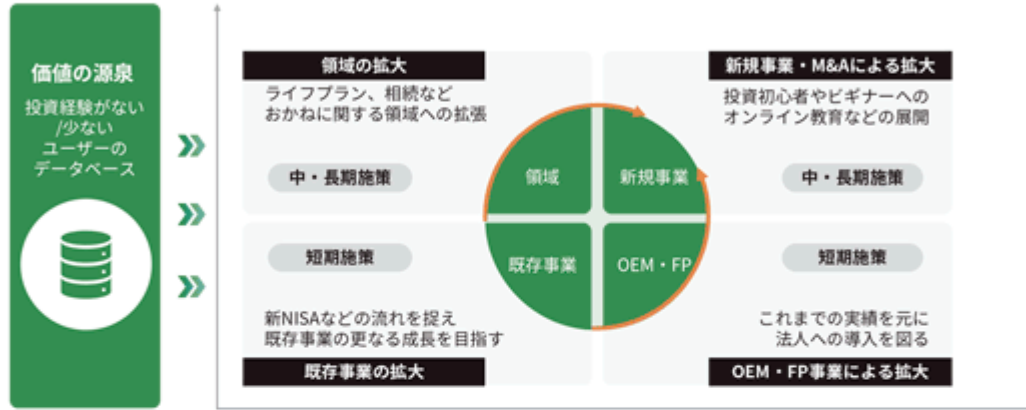 価値の源泉
投資経験がない
/少ない
ユーザーの
データベース
領域の拡大
ライフプラン、相続など
おかねに関する領域への拡張
中・長期施策
新規事業・M&Aによる拡大
投資初心者やビギナーへの
オンライン教育などの展開
中・長期施策
領域
新規事業
既存事業
OEM・FP
短期施策
新NISAなどの流れを捉え
既存事業の更なる成長を目指す
既存事業の拡大
短期施策
これまでの実績を元に
法人への導入を図る
OEM・FP事業による拡大